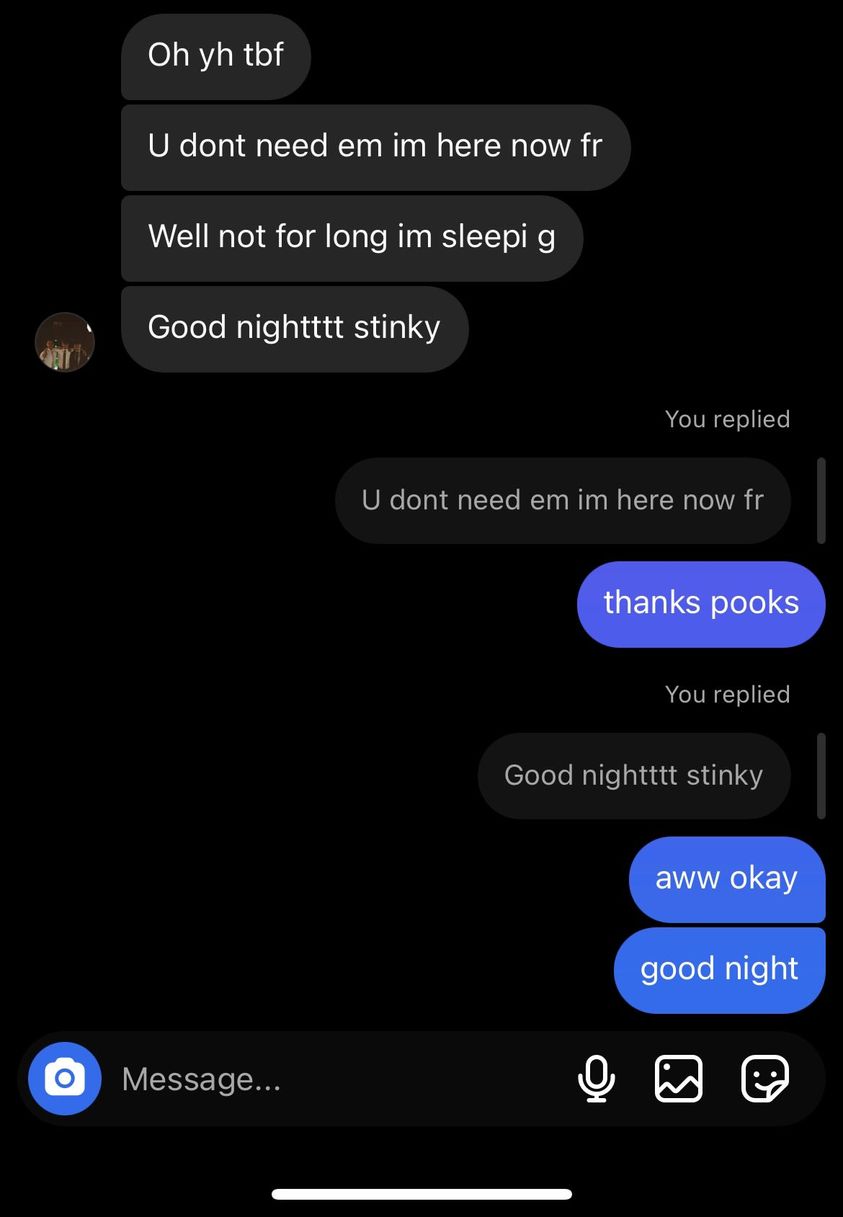 Oh yh tbf
U dont need em im here now fr
Well not for long im sleepi g
Good nightttt stinky
You replied
U dont need em im here now fr
thanks pooks
You replied
Good nightttt stinky
aww okay
good night
Message...